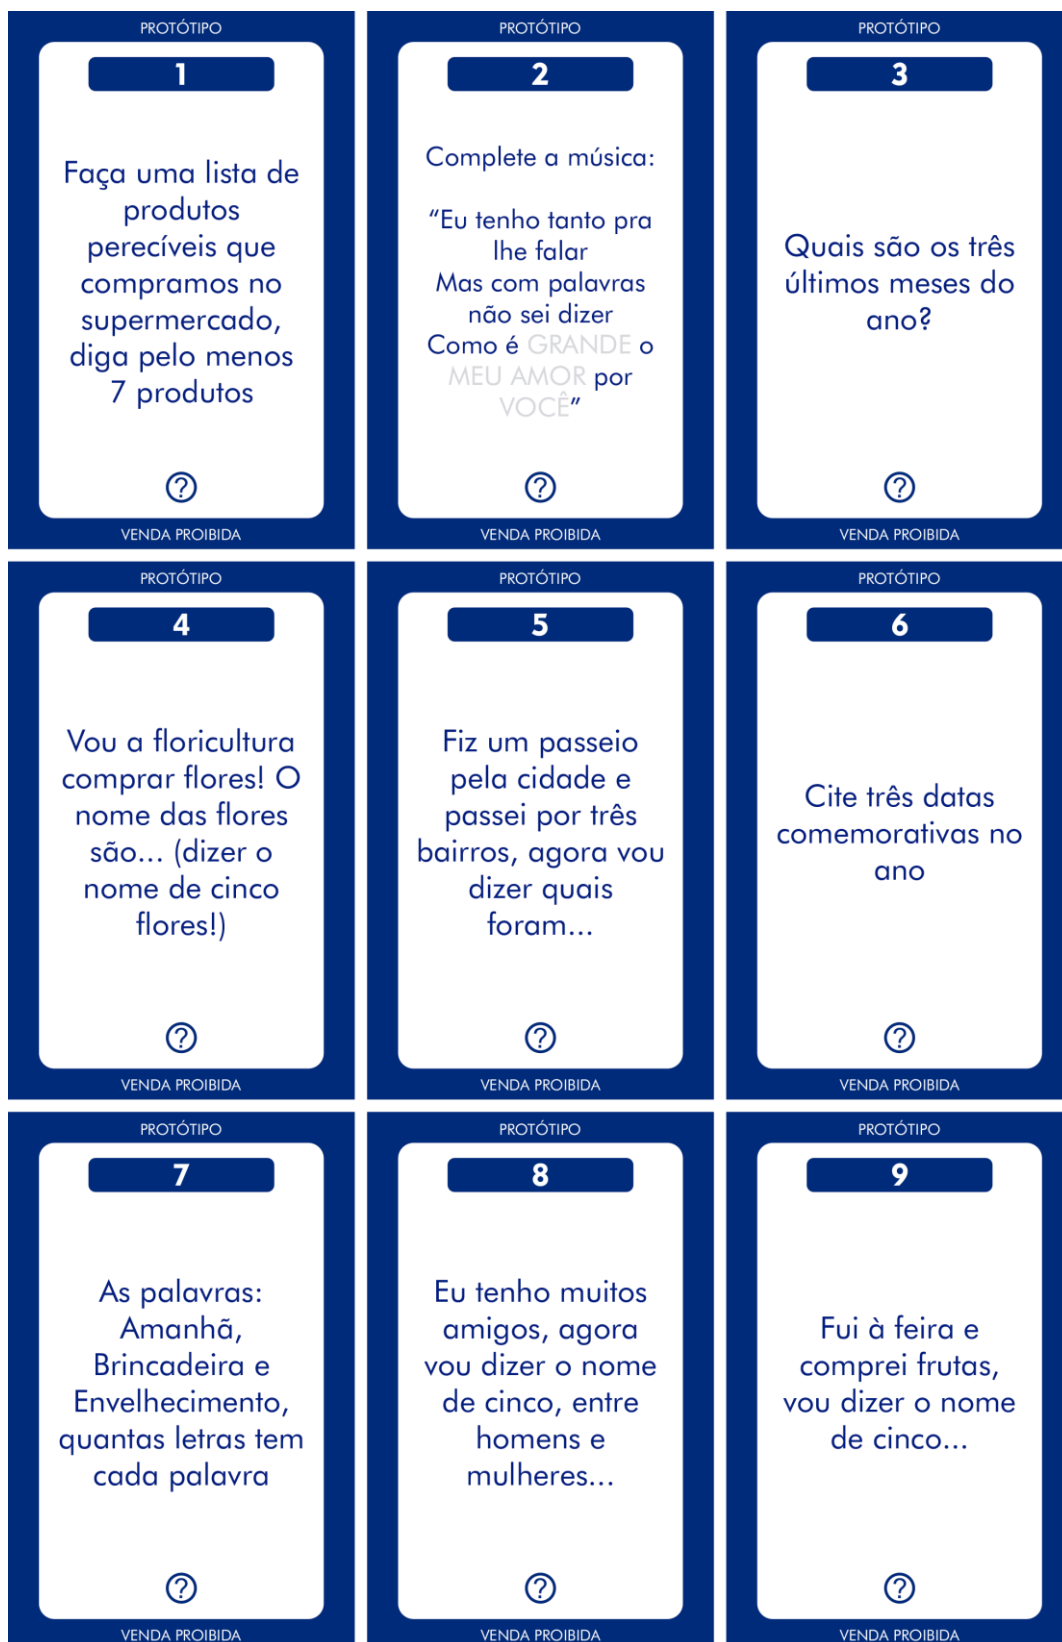 PROTÓTIPO
1
Faça uma lista de
produtos
perecíveis que
compramos no
supermercado,
diga pelo menos
7 produtos
?
VENDA PROIBIDA
PROTÓTIPO
2
Complete a música:
“Eu tenho tanto pra
lhe falar
Mas com palavras
não sei dizer
Como é GRANDE o
MEU AMOR por
VOCÊ”
?
VENDA PROIBIDA
PROTÓTIPO
3
Quais são os três
últimos meses do
ano?
?
VENDA PROIBIDA
PROTÓTIPO
4
Vou a floricultura
comprar flores! O
nome das flores
são... (dizer o
nome de cinco
flores!)
?
VENDA PROIBIDA
PROTÓTIPO
5
Fiz um passeio
pela cidade e
passei por três
bairros, agora vou
dizer quais
foram...
?
VENDA PROIBIDA
PROTÓTIPO
6
Cite três datas
comemorativas no
ano
?
VENDA PROIBIDA
PROTÓTIPO
7
As palavras:
Amanhã,
Brincadeira e
Envelhecimento,
quantas letras tem
cada palavra
?
VENDA PROIBIDA
PROTÓTIPO
8
Eu tenho muitos
amigos, agora
vou dizer o nome
de cinco, entre
homens e
mulheres...
?
VENDA PROIBIDA
PROTÓTIPO
9
Fui à feira e
comprei frutas,
vou dizer o nome
de cinco...
?
VENDA PROIBIDA